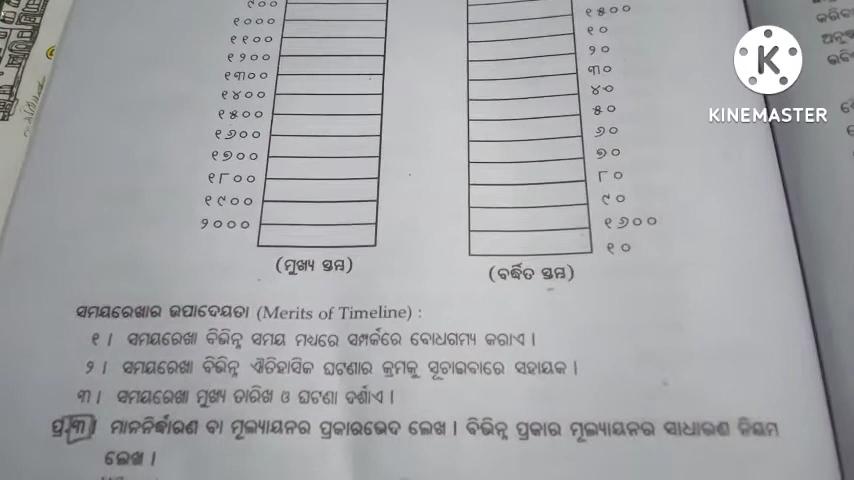 ୯୦୦
୧୦୦୦
୧୧୦୦
୧୨୦୦
୧୩୦୦
୧୪୦୦
୧୫୦୦
୧୬୦୦
୧୭୦୦
୧୮୦୦
୧୯୦୦
୨୦୦୦
(ମୁଖ୍ୟ ସ୍ତମ୍ଭ)
୧୫୦୦
୧୦
୨୦
୩୦
୪୦
୫୦
୬୦
୭୦
୮୦
୯୦
୧୬୦୦
୧୦
(ବର୍ଦ୍ଧିତ ସ୍ତମ୍ଭ)
KINEMASTER
ସମୟରେଖାର ଉପାଦେୟତା (Merits of Timeline) :
୧। ସମୟରେଖା ବିଭିନ୍ନ ସମୟ ମଧ୍ୟରେ ସମ୍ପର୍କରେ ବୋଧଗମ୍ୟ କରାଏ।
୨। ସମୟରେଖା ବିଭିନ୍ନ ଐତିହାସିକ ଘଟଣାର କ୍ରମକୁ ସୂଚାଇବାରେ ସହାୟକ।
୩। ସମୟରେଖା ମୁଖ୍ୟ ତାରିଖ ଓ ଘଟଣା ଦର୍ଶାଏ।
ପ୍ର.୩। ମାନନିର୍ଦ୍ଧାରଣ ବା ମୂଲ୍ୟାୟନର ପ୍ରକାରଭେଦ ଲେଖ। ବିଭିନ୍ନ ପ୍ରକାର ମୂଲ୍ୟାୟନର ସାଧାରଣ ନିୟମ
ଲେଖ।